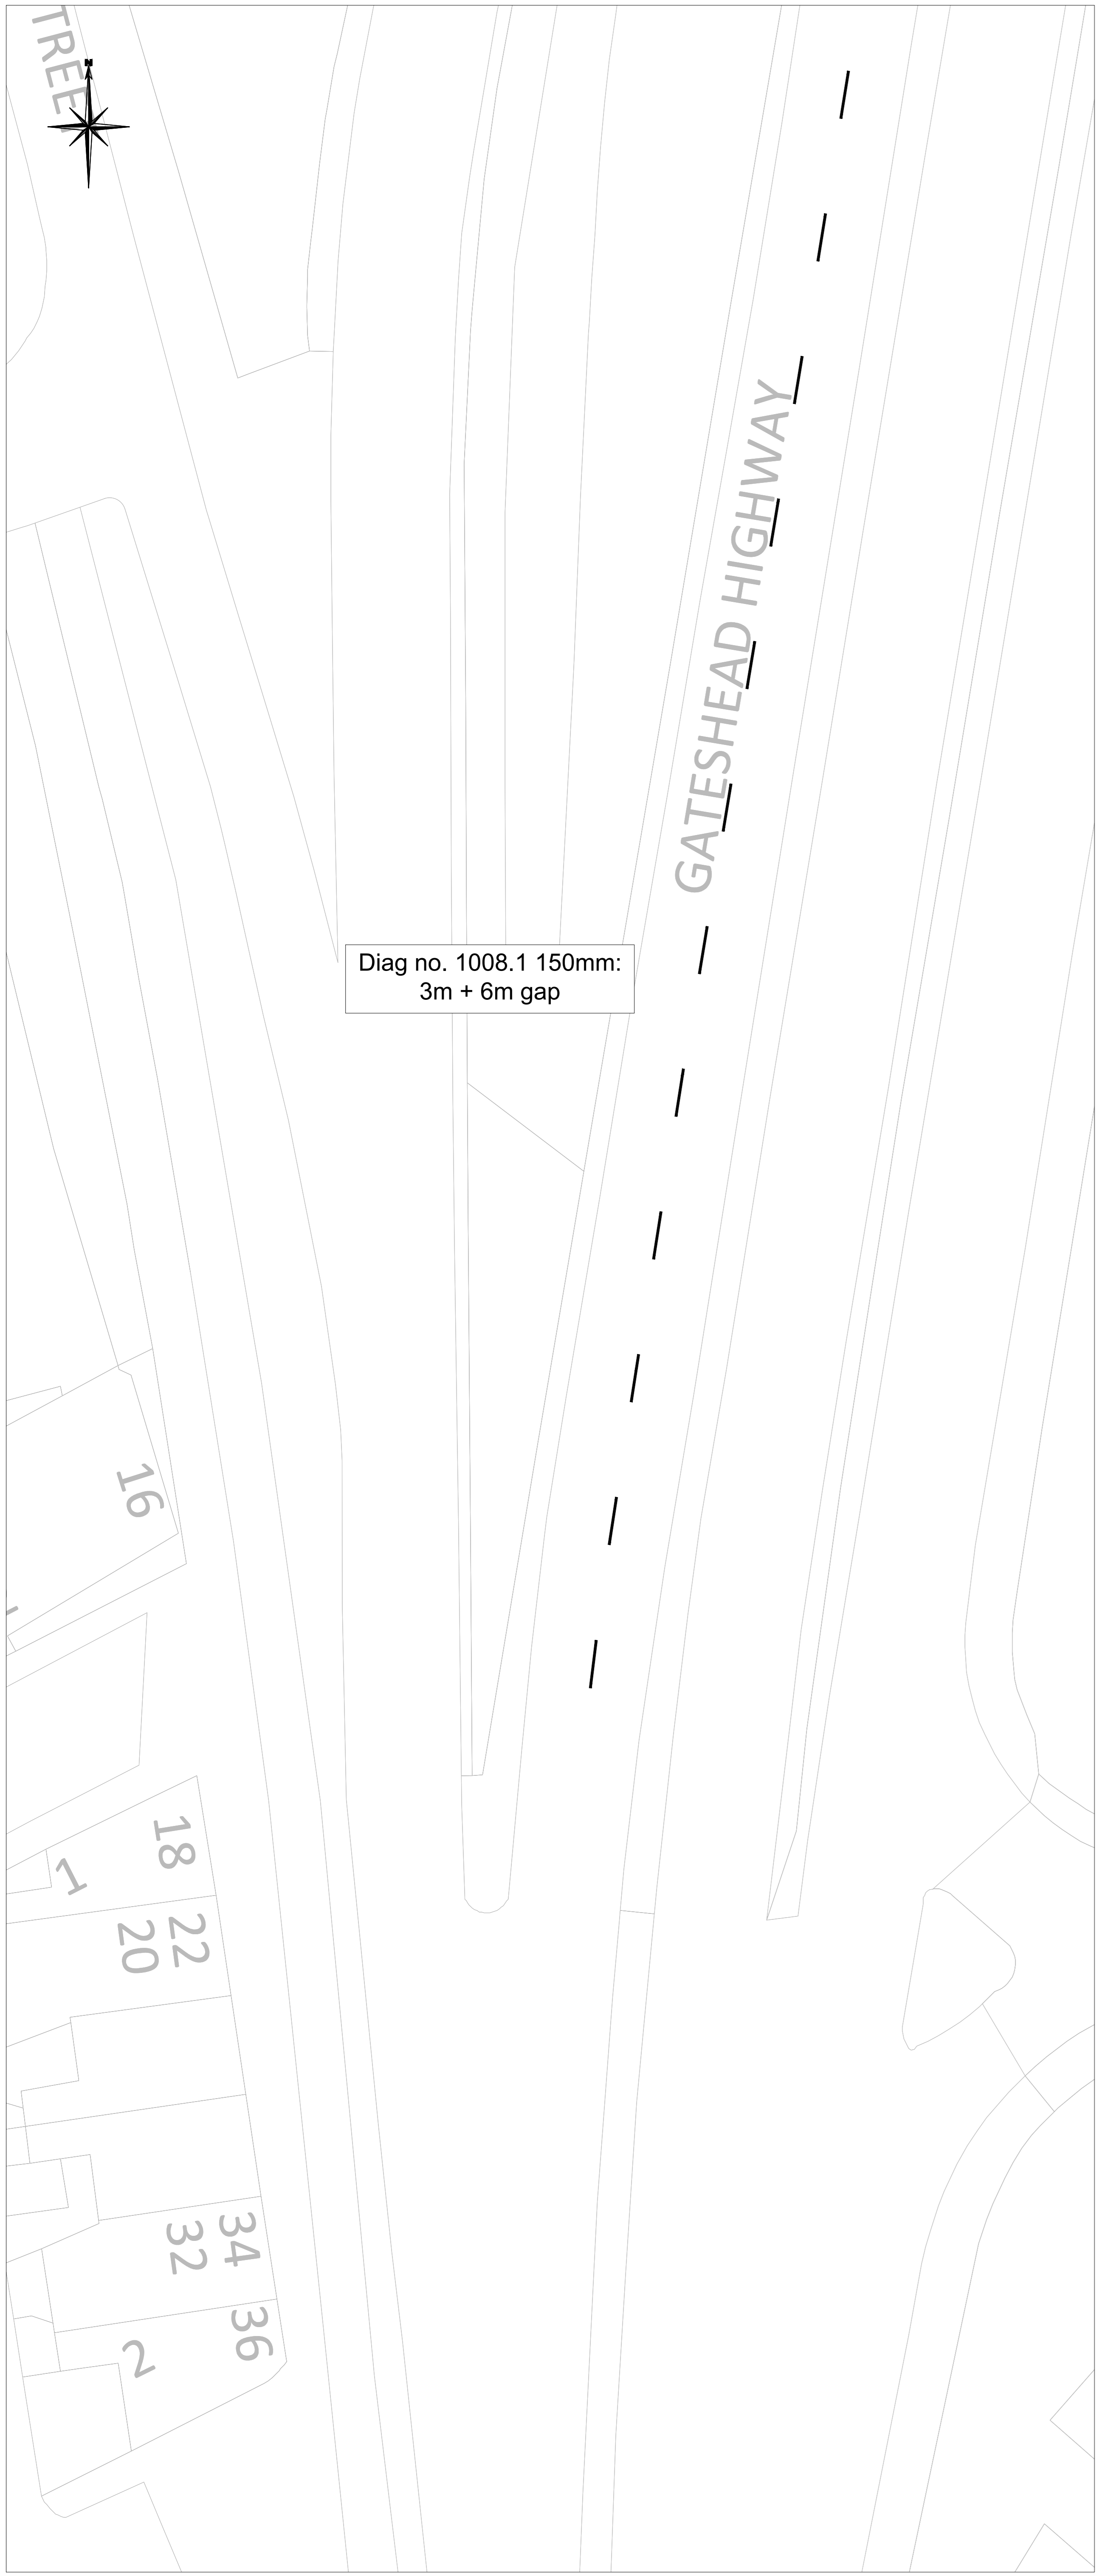 TREE
N
GATESHEAD HIGHWAY
Diag no. 1008.1 150mm:
3m + 6m gap
16
18
1
22
20
34
32
36
2